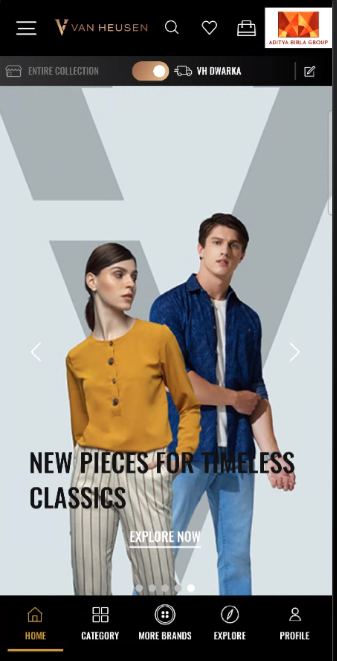 VAN HEUSEN
ADITYA BIRLA GROUP
ENTIRE COLLECTION
VH DWARKA
NEW PIECES FOR TIMELESS
CLASSICS
EXPLORE NOW
HOME
CATEGORY
MORE BRANDS
EXPLORE
PROFILE